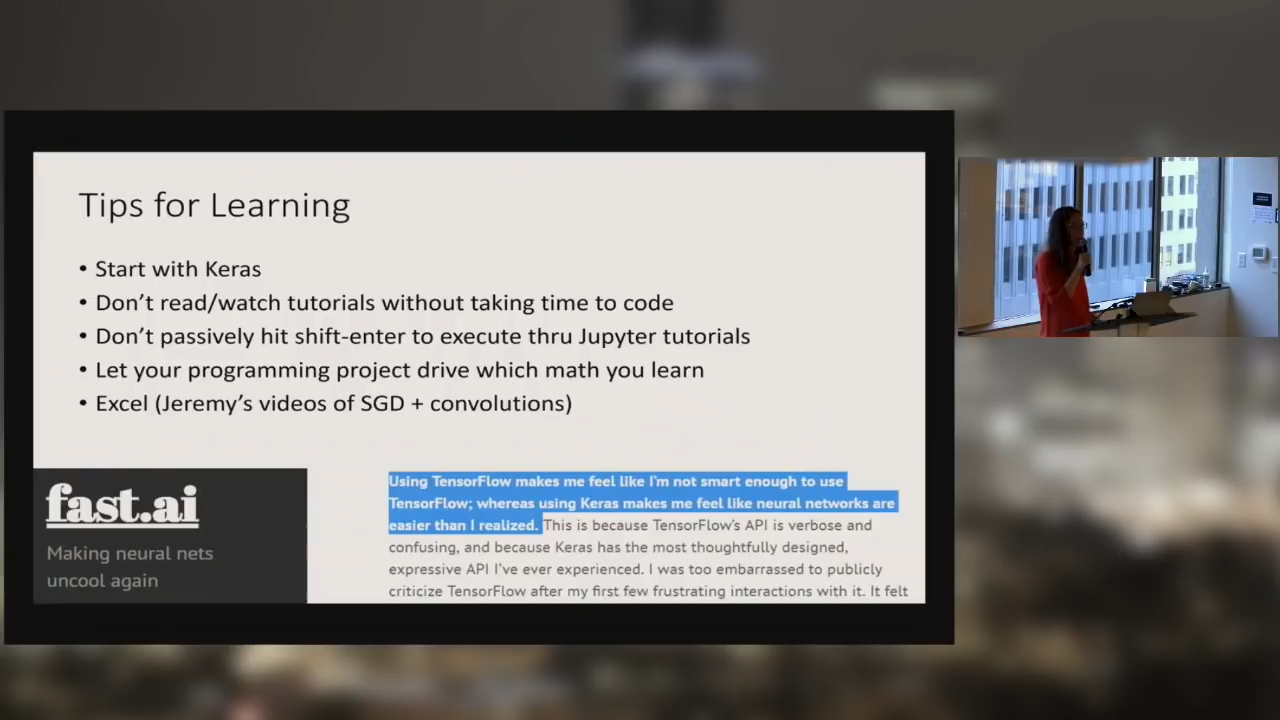 Tips for Learning
• Start with Keras
• Don’t read/watch tutorials without taking time to code
• Don’t passively hit shift-enter to execute thru Jupyter tutorials
• Let your programming project drive which math you learn
• Excel (Jeremy’s videos of SGD + convolutions)
fast.ai
Making neural nets
uncool again
Using TensorFlow makes me feel like I’m not smart enough to use
TensorFlow; whereas using Keras makes me feel like neural networks are
easier than I realized. This is because TensorFlow’s API is verbose and
confusing, and because Keras has the most thoughtfully designed,
expressive API I’ve ever experienced. I was too embarrassed to publicly
criticize TensorFlow after my first few frustrating interactions with it. It felt